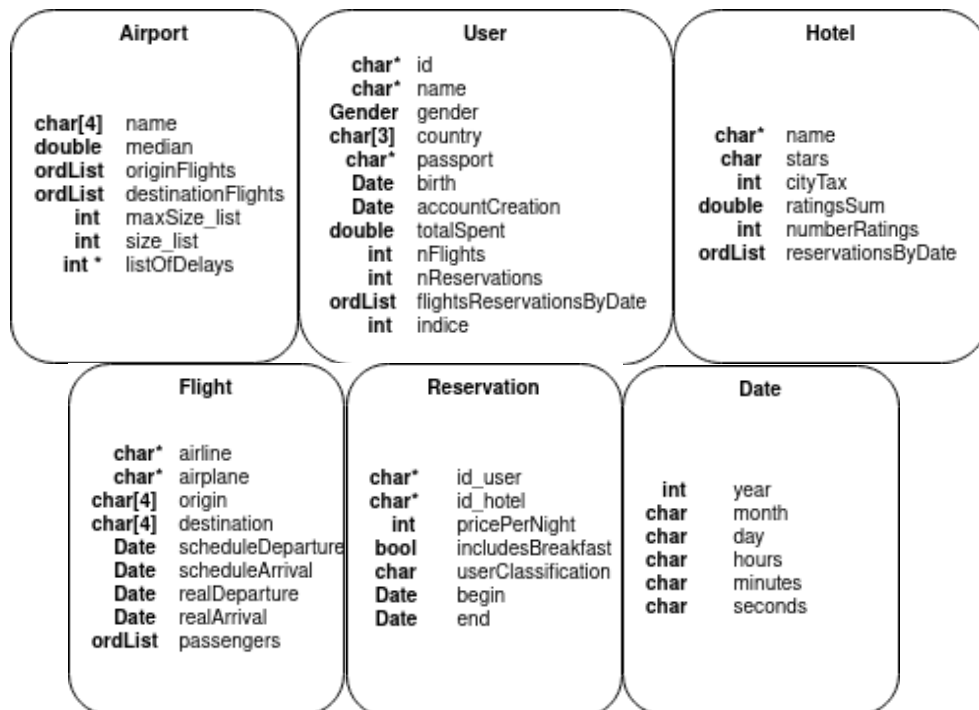 Airport
char[4] name
double median
ordList originFlights
ordList destinationFlights
int maxSize_list
int size_list
int * listOfDelays
User
char* id
char* name
Gender gender
char[3] country
char* passport
Date birth
Date accountCreation
double totalSpent
int nFlights
int nReservations
ordList flightsReservationsByDate
int indice
Hotel
char* name
char stars
int cityTax
double ratingsSum
int numberRatings
ordList reservationsByDate
Flight
char* airline
char* airplane
char[4] origin
char[4] destination
Date scheduleDeparture
Date scheduleArrival
Date realDeparture
Date realArrival
ordList passengers
Reservation
char* id_user
char* id_hotel
int pricePerNight
bool includesBreakfast
char userClassification
Date begin
Date end
Date
int year
char month
char day
char hours
char minutes
char seconds